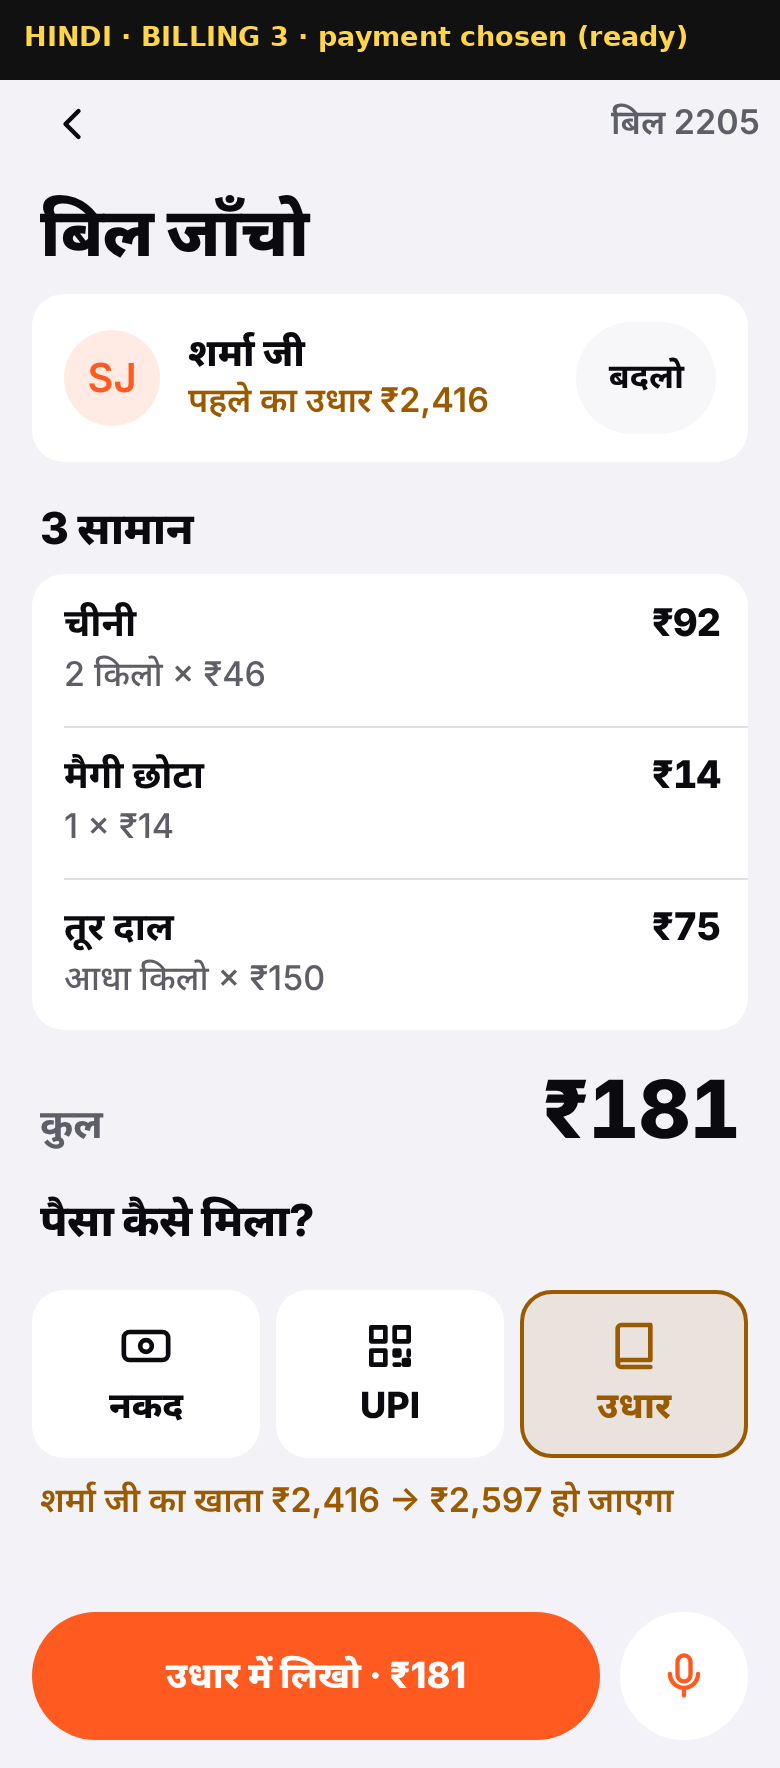 HINDI · BILLING 3 · payment chosen (ready)
बिल 2205
बिल जाँचो
SJ
शर्मा जी
पहले का उधार ₹2,416
बदलो
3 सामान
चीनी ₹92
2 किलो × ₹46
मैगी छोटा ₹14
1 × ₹14
तूर दाल ₹75
आधा किलो × ₹150
कुल ₹181
पैसा कैसे मिला?
नकद UPI उधार
शर्मा जी का खाता ₹2,416 → ₹2,597 हो जाएगा
उधार में लिखो · ₹181